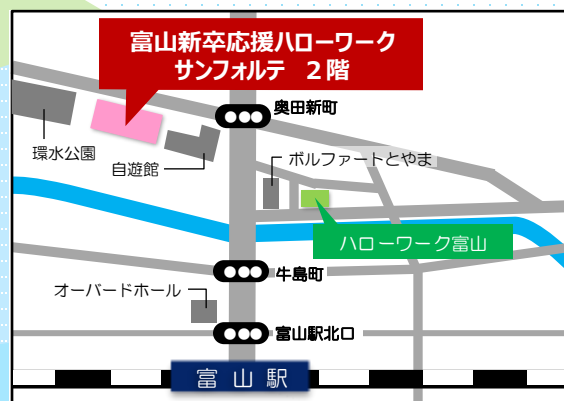 富山新卒応援ハローワーク
サンフォルテ　２階
奥田新町
環水公園
自遊館
ボルファートとやま
ハローワーク富山
牛島町
オーバードホール
富山駅北口
富山駅